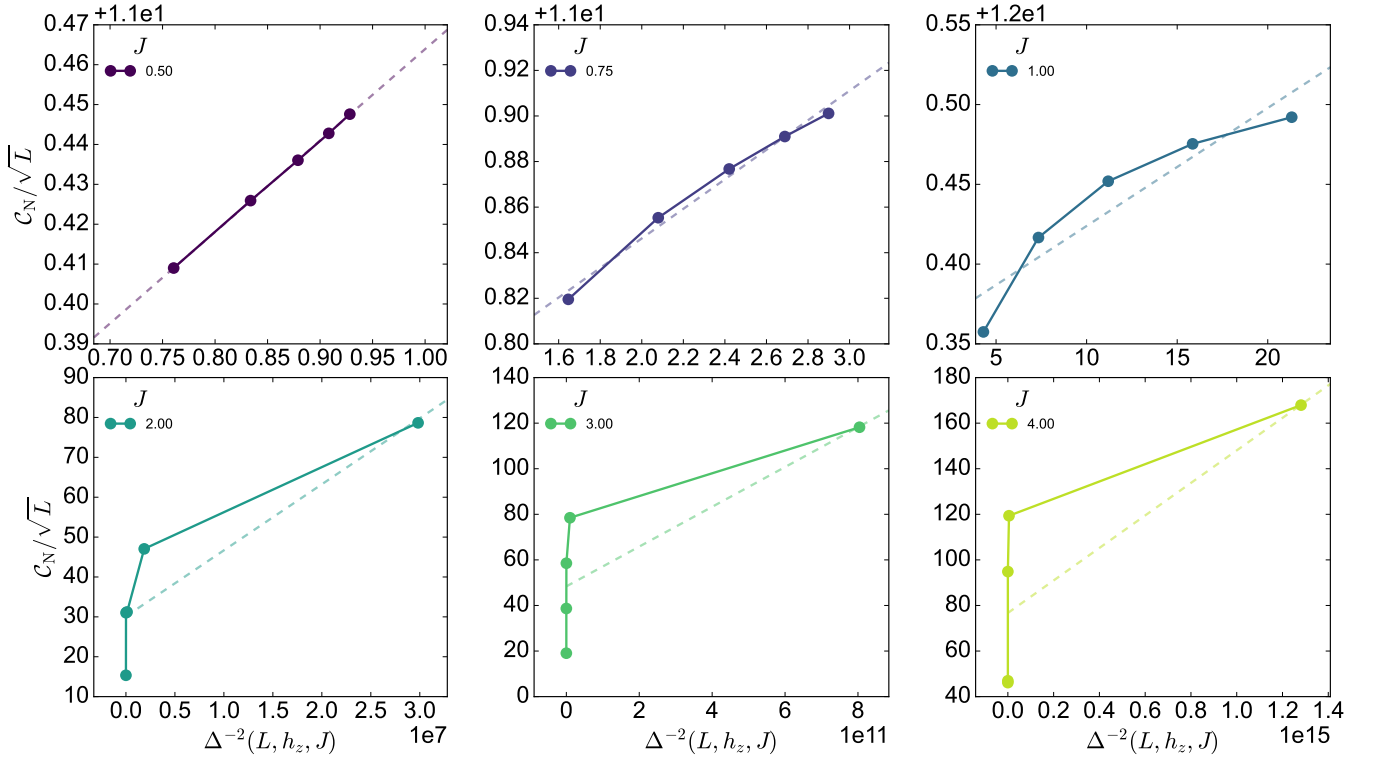 +1.1e1
0.47
0.46
0.45
0.44
0.43
0.42
0.41
0.40
0.39
0.70 0.75 0.80 0.85 0.90 0.95 1.00
J
0.50
C_N/√L
+1.1e1
0.94
0.92
0.90
0.88
0.86
0.84
0.82
0.80
1.6 1.8 2.0 2.2 2.4 2.6 2.8 3.0
J
0.75
+1.2e1
0.55
0.50
0.45
0.40
0.35
5 10 15 20
J
1.00
90
80
70
60
50
40
30
20
10
0.0 0.5 1.0 1.5 2.0 2.5 3.0
1e7
J
2.00
C_N/√L
Δ⁻²(L, h_z, J)
140
120
100
80
60
40
20
0
0 2 4 6 8
1e11
J
3.00
Δ⁻²(L, h_z, J)
180
160
140
120
100
80
60
40
0.0 0.2 0.4 0.6 0.8 1.0 1.2 1.4
1e15
J
4.00
Δ⁻²(L, h_z, J)